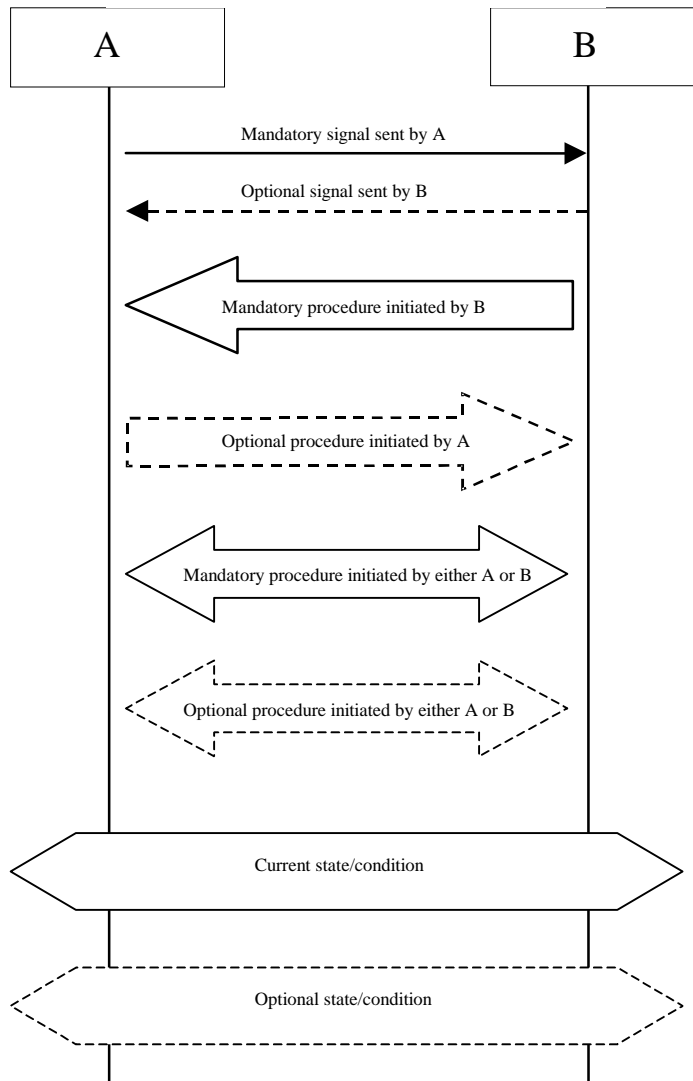 A
B
Mandatory signal sent by A
Optional signal sent by B
Mandatory procedure initiated by B
Optional procedure initiated by A
Mandatory procedure initiated by either A or B
Optional procedure initiated by either A or B
Current state/condition
Optional state/condition